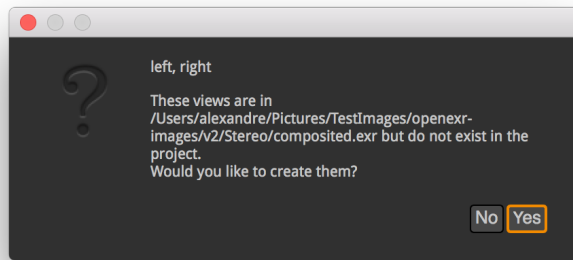 left, right
These views are in
/Users/alexandre/Pictures/TestImages/openexr-
images/v2/Stereo/composited.exr but do not exist in the
project.
Would you like to create them?
No Yes